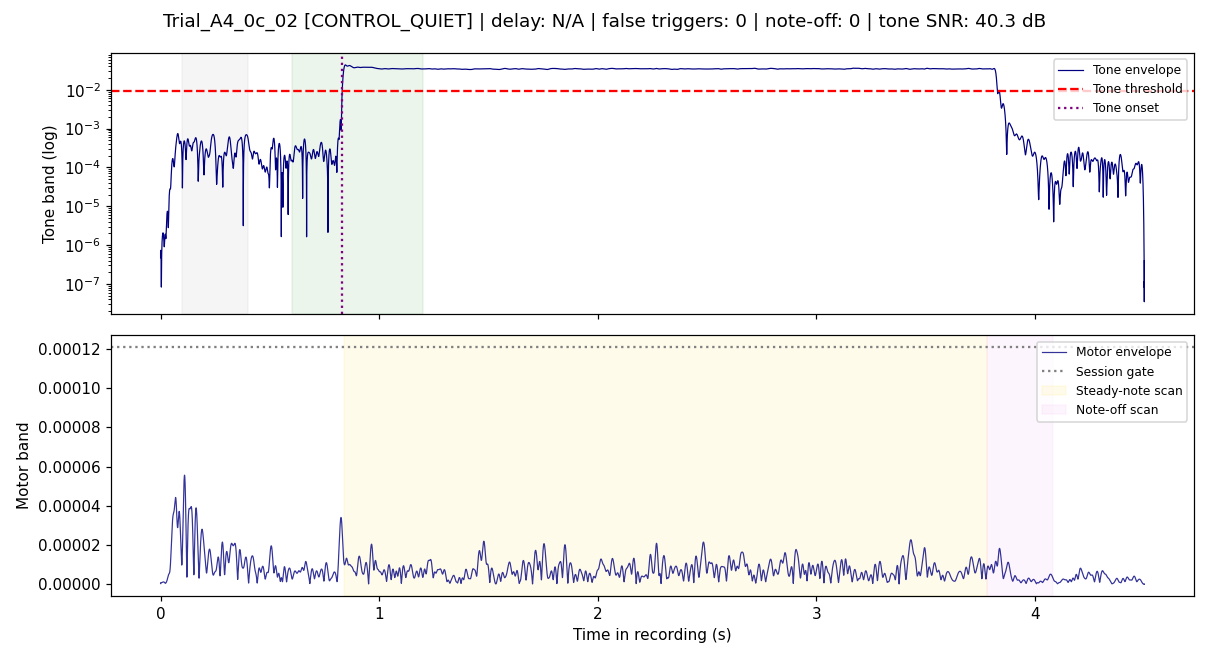 Trial_A4_0c_02 [CONTROL_QUIET] | delay: N/A | false triggers: 0 | note-off: 0 | tone SNR: 40.3 dB
Tone band (log)
10⁻²
10⁻³
10⁻⁴
10⁻⁵
10⁻⁶
10⁻⁷
Tone envelope
Tone threshold
Tone onset
Motor band
0.00012
0.00010
0.00008
0.00006
0.00004
0.00002
0.00000
Motor envelope
Session gate
Steady-note scan
Note-off scan
0 1 2 3 4
Time in recording (s)